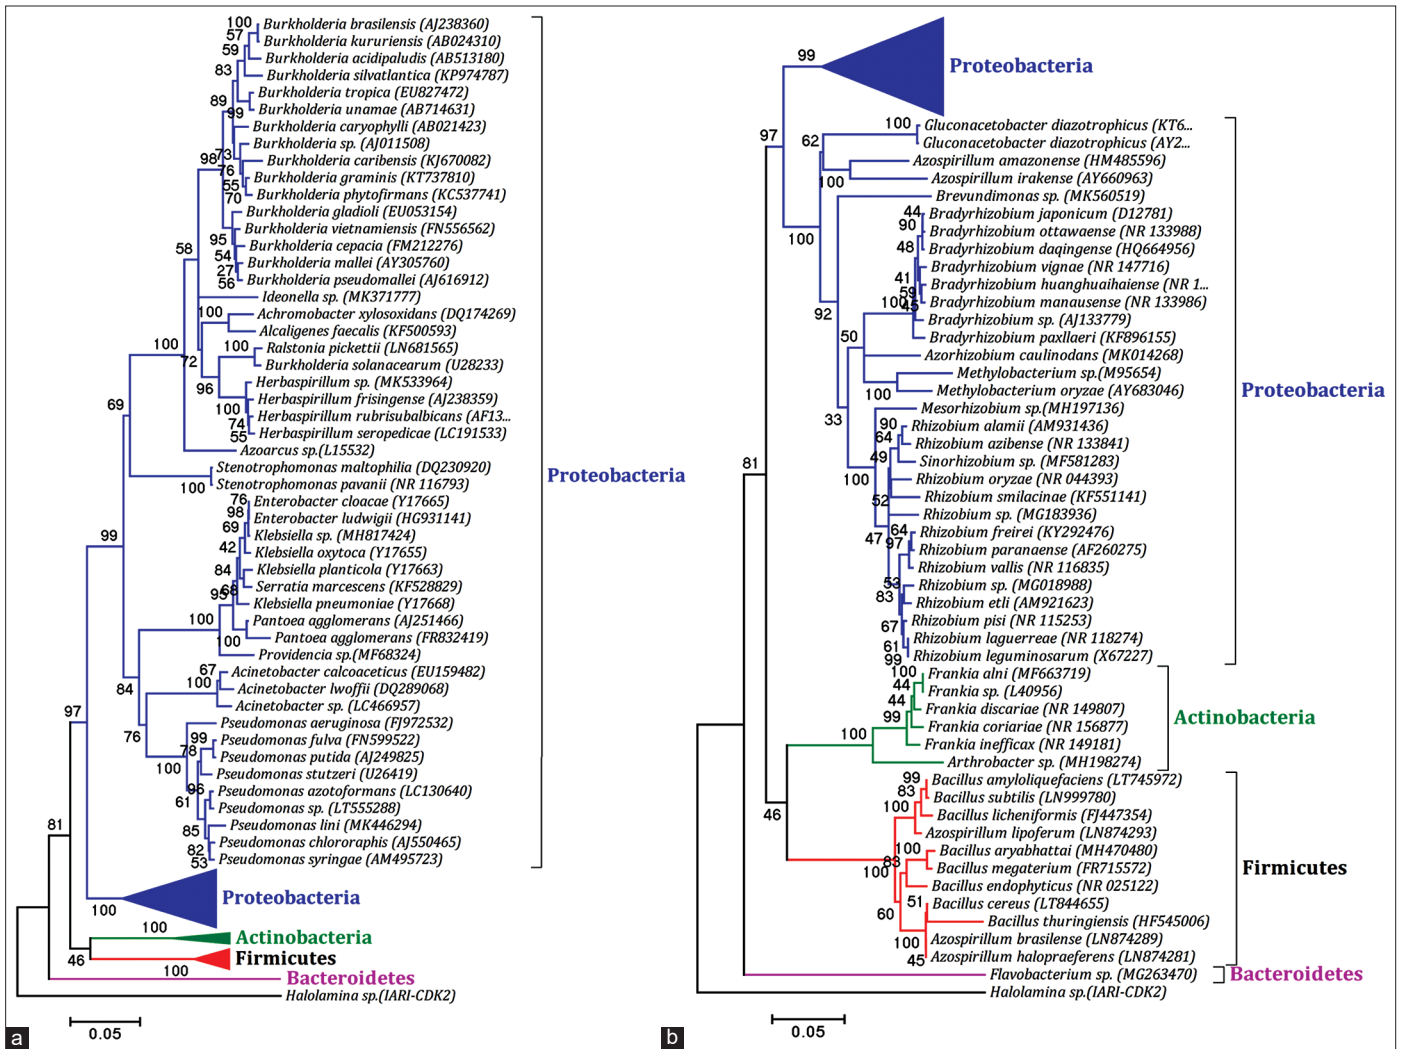 100 Burkholderia brasilensis (AJ238360)
57 Burkholderia kururiensis (AB024310)
59 Burkholderia acidipaludis (AB513180)
83 Burkholderia silvatlantica (KP974787)
Burkholderia tropica (EU827472)
89 Burkholderia unamae (AB714631)
99 Burkholderia caryophylli (AB021423)
Burkholderia sp. (AJ011508)
98 73 Burkholderia caribensis (KJ670082)
76 Burkholderia graminis (KT737810)
55 Burkholderia phytofirmans (KC537741)
70
Burkholderia gladioli (EU053154)
Burkholderia vietnamiensis (FN556562)
95 Burkholderia cepacia (FM212276)
58 54 Burkholderia mallei (AY305760)
27 Burkholderia pseudomallei (AJ616912)
56
Ideonella sp. (MK371777)
100 Achromobacter xylosoxidans (DQ174269)
Alcaligenes faecalis (KF500593)
100 100 Ralstonia pickettii (LN681565)
72 Burkholderia solanacearum (U28233)
96 Herbaspirillum sp. (MK533964)
Herbaspirillum frisingense (AJ238359)
69 100 Herbaspirillum rubrisubalbicans (AF13...
74 Herbaspirillum seropedicae (LC191533)
55
Azoarcus sp.(L15532)
Stenotrophomonas maltophilia (DQ230920)
100 Stenotrophomonas pavanii (NR 116793)
Proteobacteria
76 Enterobacter cloacae (Y17665)
98 Enterobacter ludwigii (HG931141)
69 Klebsiella sp. (MH817424)
99 42 Klebsiella oxytoca (Y17655)
84 Klebsiella planticola (Y17663)
68 Serratia marcescens (KF528829)
95 Klebsiella pneumoniae (Y17668)
100 Pantoea agglomerans (AJ251466)
100 Pantoea agglomerans (FR832419)
Providencia sp.(MF68324)
67 Acinetobacter calcoaceticus (EU159482)
84 100 Acinetobacter lwoffii (DQ289068)
Acinetobacter sp. (LC466957)
97 Pseudomonas aeruginosa (FJ972532)
76 99 Pseudomonas fulva (FN599522)
78 Pseudomonas putida (AJ249825)
100 Pseudomonas stutzeri (U26419)
96 Pseudomonas azotoformans (LC130640)
61 Pseudomonas sp. (LT555288)
81 85 Pseudomonas lini (MK446294)
82 Pseudomonas chlororaphis (AJ550465)
53 Pseudomonas syringae (AM495723)
100 Proteobacteria
100 Actinobacteria
46 Firmicutes
100
Bacteroidetes
Halolamina sp.(IARI-CDK2)
0.05
a
99 Proteobacteria
97 100 Gluconacetobacter diazotrophicus (KT6...
62 Gluconacetobacter diazotrophicus (AY2...
Azospirillum amazonense (HM485596)
100 Azospirillum irakense (AY660963)
Brevundimonas sp. (MK560519)
44 Bradyrhizobium japonicum (D12781)
100 90 Bradyrhizobium ottawaense (NR 133988)
48 Bradyrhizobium daqingense (HQ664956)
Bradyrhizobium vignae (NR 147716)
41 Bradyrhizobium huanghuaihaiense (NR 1...
59 Bradyrhizobium manausense (NR 133986)
92 100 45 Bradyrhizobium sp. (AJ133779)
50 Bradyrhizobium paxllaeri (KF896155)
Azorhizobium caulinodans (MK014268)
Methylobacterium sp.(M95654)
100 Methylobacterium oryzae (AY683046)
Proteobacteria
33 Mesorhizobium sp.(MH197136)
90 Rhizobium alamii (AM931436)
64 Rhizobium azibense (NR 133841)
81 49 Sinorhizobium sp. (MF581283)
100 Rhizobium oryzae (NR 044393)
52 Rhizobium smilacinae (KF551141)
Rhizobium sp. (MG183936)
47 64 Rhizobium freirei (KY292476)
97 Rhizobium paranaense (AF260275)
Rhizobium vallis (NR 116835)
53 Rhizobium sp. (MG018988)
83 Rhizobium etli (AM921623)
67 Rhizobium pisi (NR 115253)
61 Rhizobium laguerreae (NR 118274)
99 Rhizobium leguminosarum (X67227)
100 Frankia alni (MF663719)
44 Frankia sp. (L40956)
44 Frankia discariae (NR 149807)
99 Frankia coriariae (NR 156877)
Actinobacteria
100 Frankia inefficax (NR 149181)
Arthrobacter sp. (MH198274)
99 Bacillus amyloliquefaciens (LT745972)
83 Bacillus subtilis (LN999780)
46 100 Bacillus licheniformis (FJ447354)
Azospirillum lipoferum (LN874293)
100 Bacillus aryabhattai (MH470480)
83 Bacillus megaterium (FR715572)
Firmicutes
100 Bacillus endophyticus (NR 025122)
51 Bacillus cereus (LT844655)
60 Bacillus thuringiensis (HF545006)
100 Azospirillum brasilense (LN874289)
45 Azospirillum halopraeferens (LN874281)
Flavobacterium sp. (MG263470) Bacteroidetes
Halolamina sp.(IARI-CDK2)
0.05
b